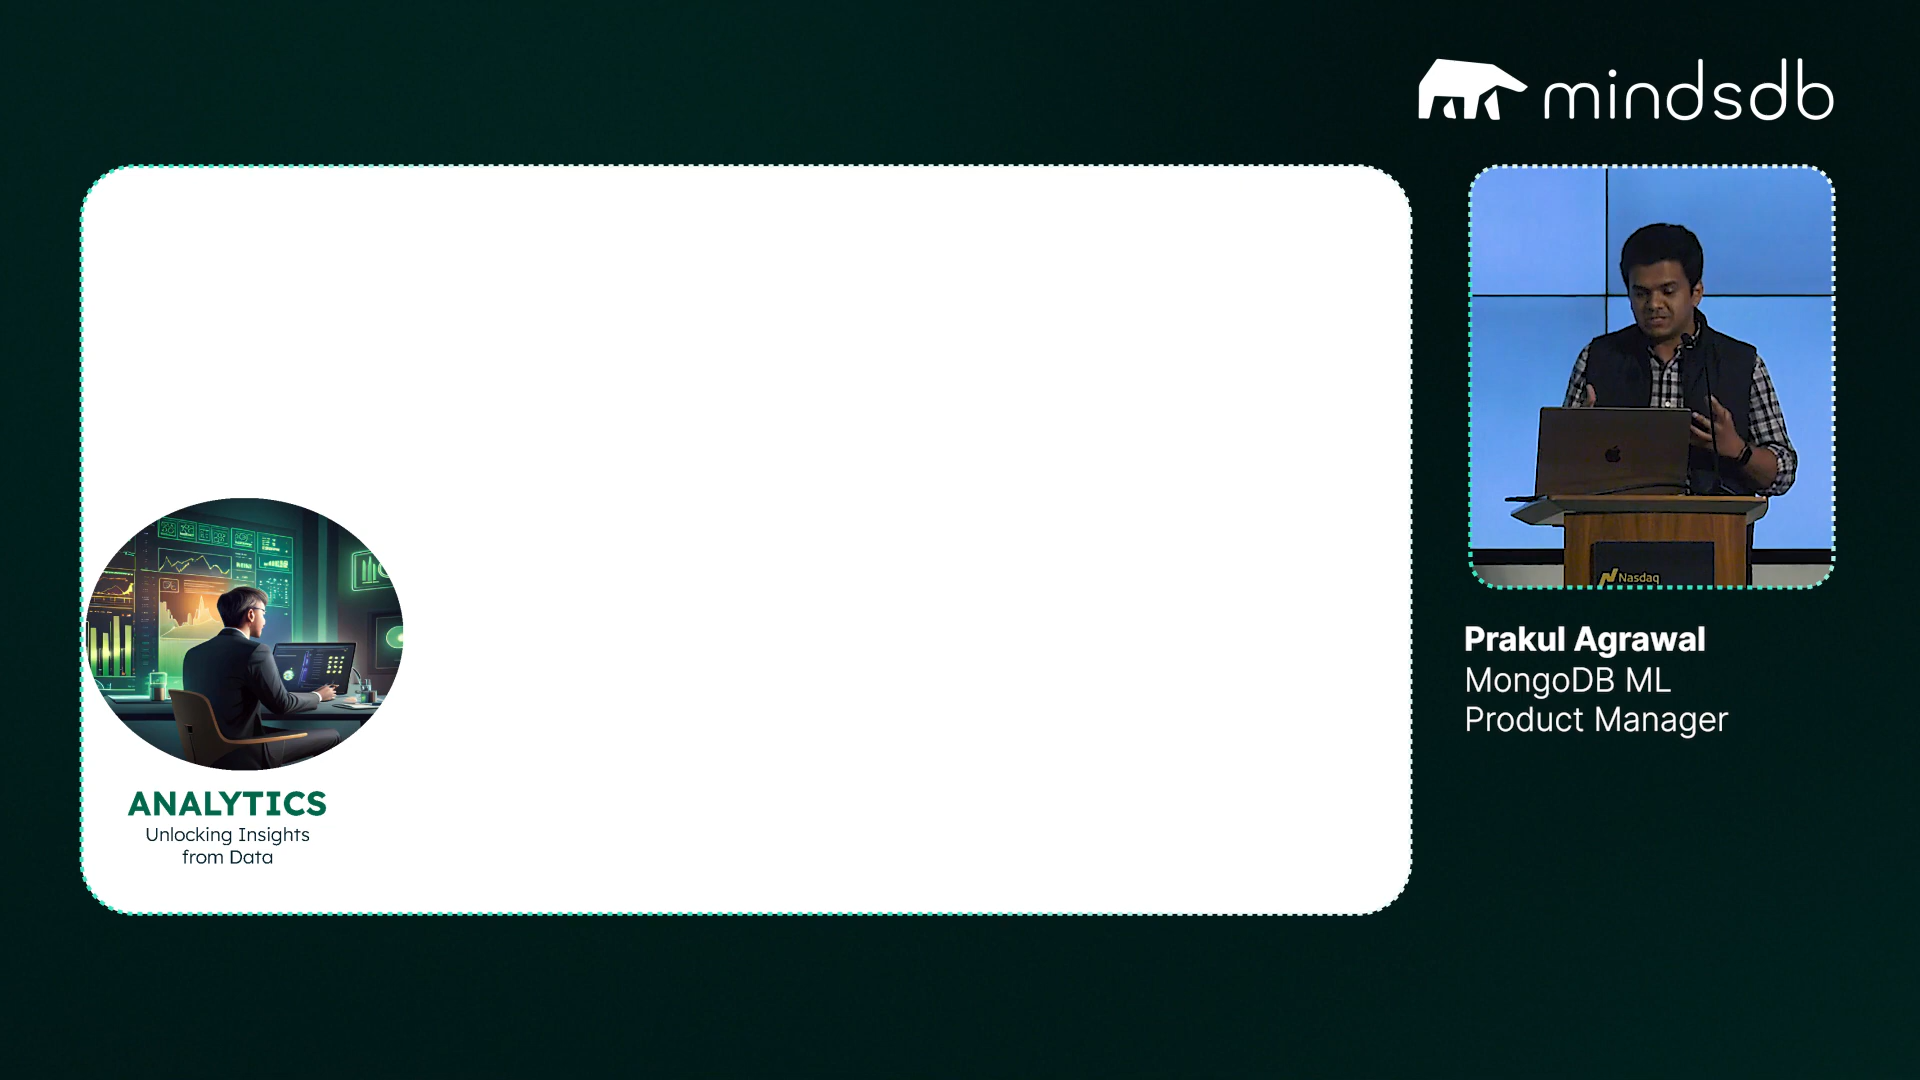 mindsdb
ANALYTICS
Unlocking Insights
from Data
Nasdaq
Prakul Agrawal
MongoDB ML
Product Manager